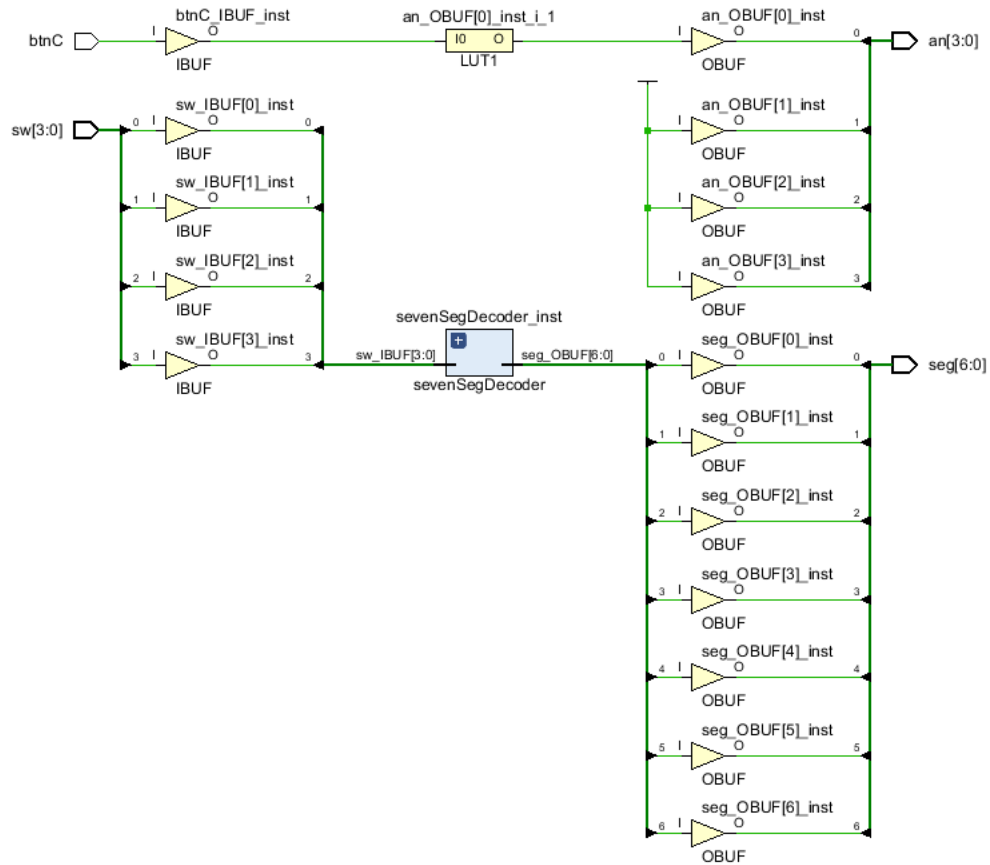 btnC_IBUF_inst
an_OBUF[0]_inst_i_1
an_OBUF[0]_inst
btnC
I
O
I0
O
I
O
0
an[3:0]
IBUF
LUT1
OBUF
sw_IBUF[0]_inst
an_OBUF[1]_inst
sw[3:0]
0
I
O
0
I
O
1
IBUF
OBUF
sw_IBUF[1]_inst
an_OBUF[2]_inst
1
I
O
1
I
O
2
IBUF
OBUF
sw_IBUF[2]_inst
an_OBUF[3]_inst
2
I
O
2
I
O
3
IBUF
OBUF
sevenSegDecoder_inst
sw_IBUF[3]_inst
seg_OBUF[0]_inst
3
I
O
3
sw_IBUF[3:0]
seg_OBUF[6:0]
0
I
O
0
seg[6:0]
IBUF
sevenSegDecoder
OBUF
seg_OBUF[1]_inst
1
I
O
1
OBUF
seg_OBUF[2]_inst
2
I
O
2
OBUF
seg_OBUF[3]_inst
3
I
O
3
OBUF
seg_OBUF[4]_inst
4
I
O
4
OBUF
seg_OBUF[5]_inst
5
I
O
5
OBUF
seg_OBUF[6]_inst
6
I
O
6
OBUF